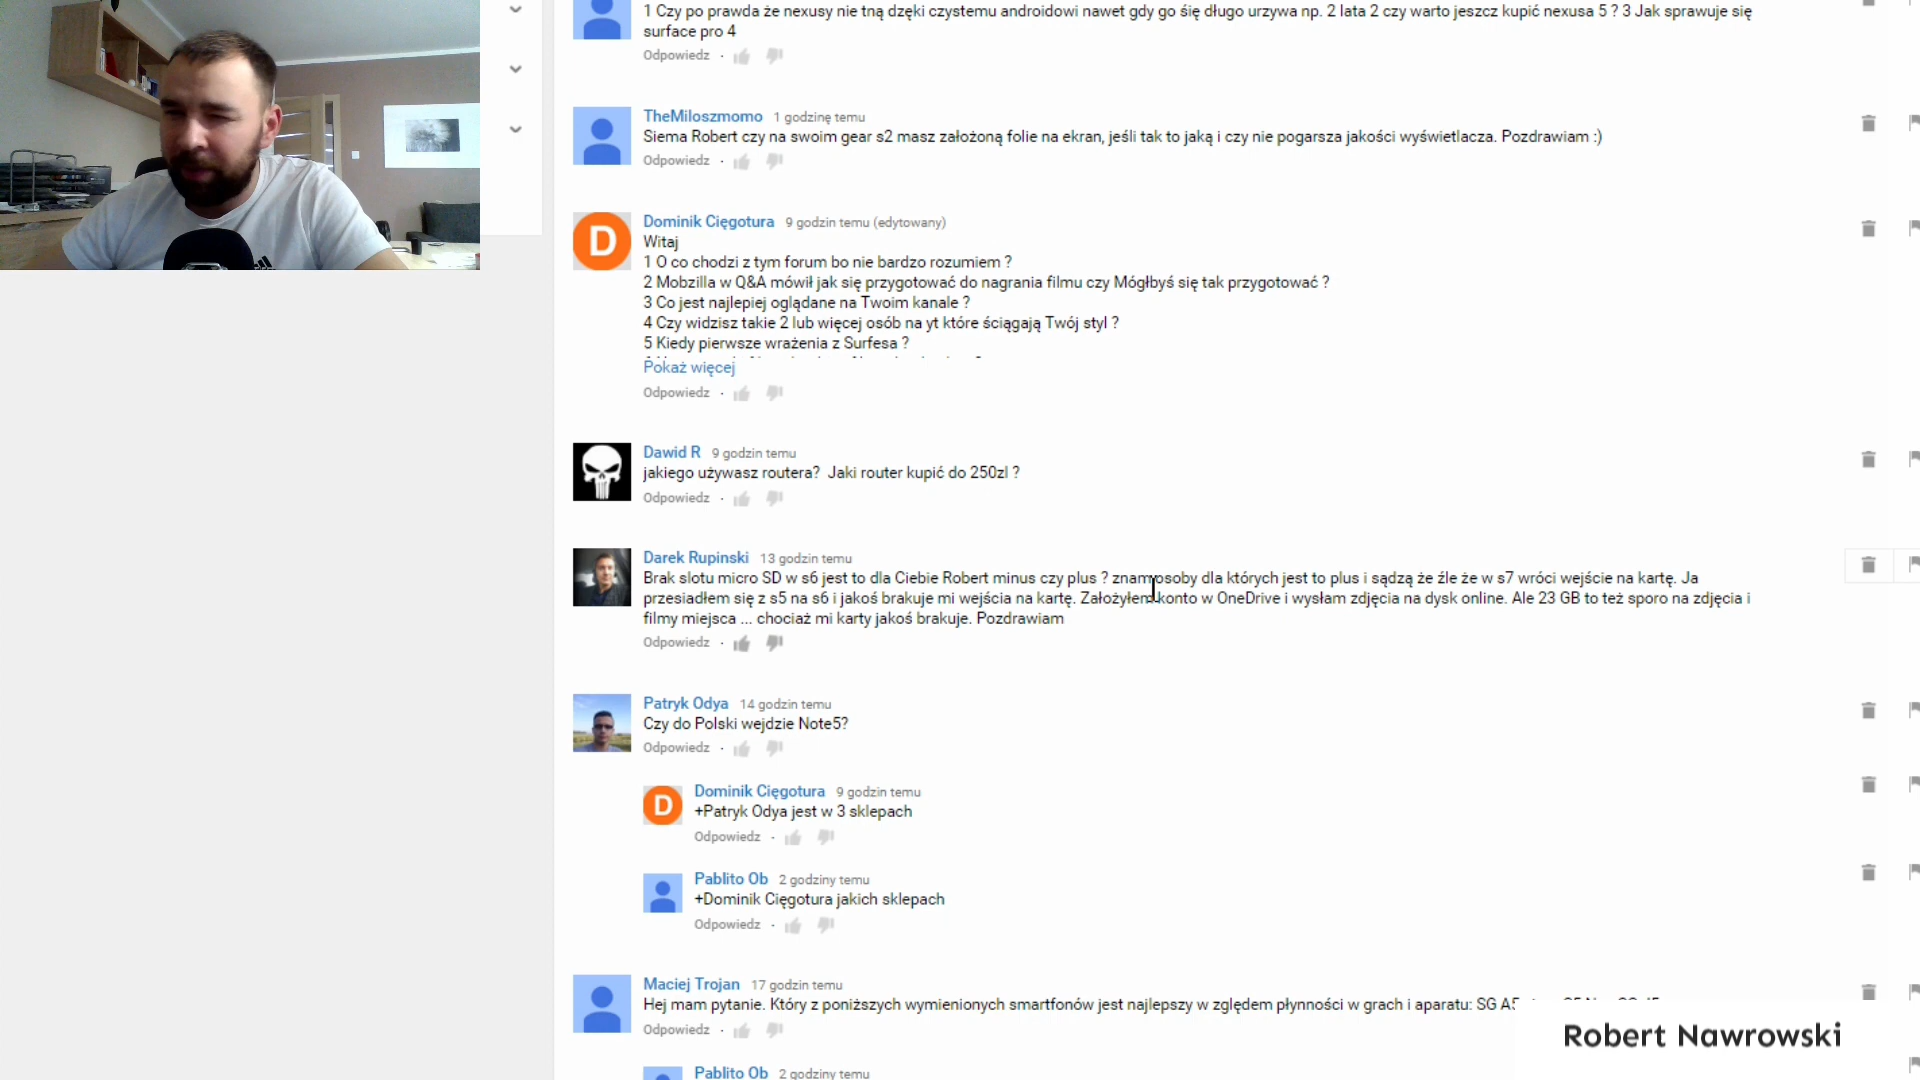 1 Czy po prawda że nexusy nie tną dzęki czystemu androidowi nawet gdy go śię długo urzywa np. 2 lata 2 czy warto jeszcz kupić nexusa 5 ? 3 Jak sprawuje się
surface pro 4
Odpowiedz ·
TheMiloszmomo 1 godzinę temu
Siema Robert czy na swoim gear s2 masz założoną folie na ekran, jeśli tak to jaką i czy nie pogarsza jakości wyświetlacza. Pozdrawiam :)
Odpowiedz ·
D
Dominik Cięgotura 9 godzin temu (edytowany)
Witaj
1 O co chodzi z tym forum bo nie bardzo rozumiem ?
2 Mobzilla w Q&A mówił jak się przygotować do nagrania filmu czy Mógłbyś się tak przygotować ?
3 Co jest najlepiej oglądane na Twoim kanale ?
4 Czy widzisz takie 2 lub więcej osób na yt które ściągają Twój styl ?
5 Kiedy pierwsze wrażenia z Surfesa ?
Pokaż więcej
Odpowiedz ·
Dawid R 9 godzin temu
jakiego używasz routera? Jaki router kupić do 250zl ?
Odpowiedz ·
Darek Rupinski 13 godzin temu
Brak slotu micro SD w s6 jest to dla Ciebie Robert minus czy plus ? znam osoby dla których jest to plus i sądzą że źle że w s7 wróci wejście na kartę. Ja
przesiadłem się z s5 na s6 i jakoś brakuje mi wejścia na kartę. Założyłem konto w OneDrive i wysłam zdjęcia na dysk online. Ale 23 GB to też sporo na zdjęcia i
filmy miejsca ... chociaż mi karty jakoś brakuje. Pozdrawiam
Odpowiedz ·
Patryk Odya 14 godzin temu
Czy do Polski wejdzie Note5?
Odpowiedz ·
D
Dominik Cięgotura 9 godzin temu
+Patryk Odya jest w 3 sklepach
Odpowiedz ·
Pablito Ob 2 godziny temu
+Dominik Cięgotura jakich sklepach
Odpowiedz ·
Maciej Trojan 17 godzin temu
Hej mam pytanie. Który z poniższych wymienionych smartfonów jest najlepszy w zględem płynności w grach i aparatu: SG A5
Odpowiedz ·
Robert Nawrowski
Pablito Ob 2 godziny temu